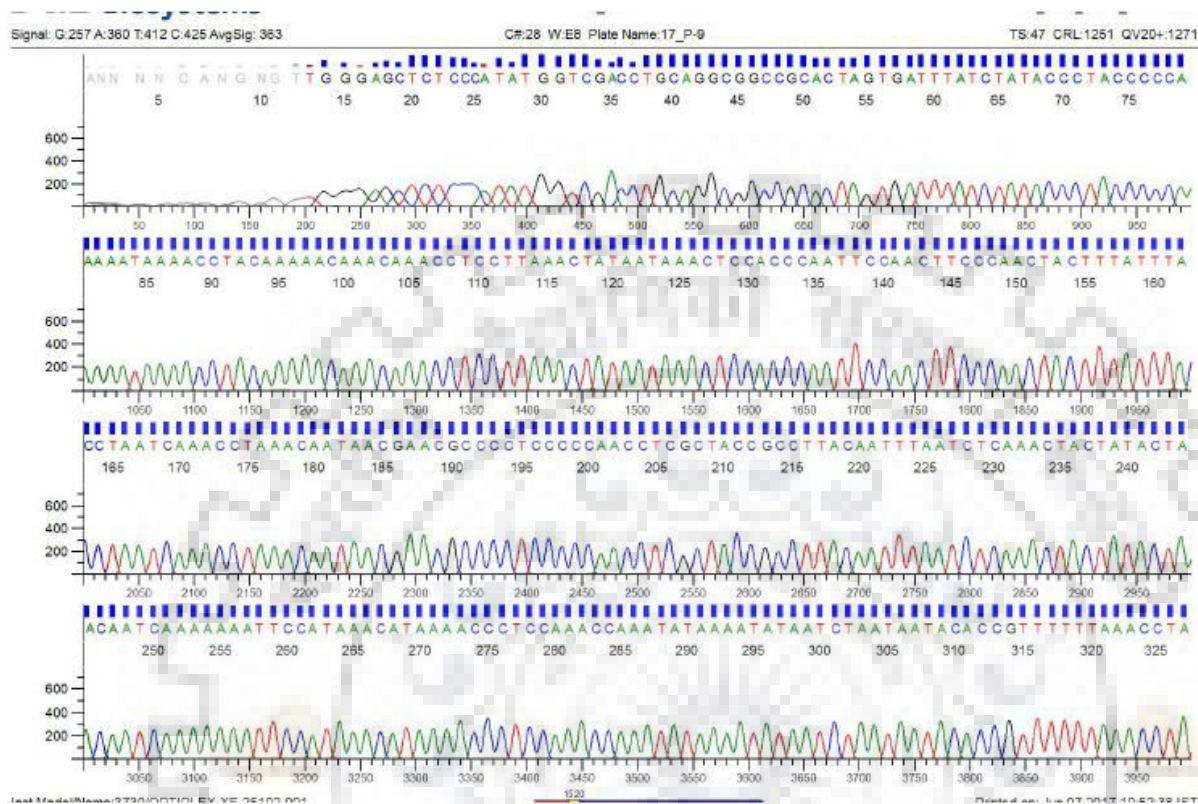 Signal: G:257 A:360 T:412 C:425 AvgSig: 363 C#:28 W:E8 Plate Name:17_P-9 TS:47 CRL:1251 QV20+:1271
ANN N N C A N G N G T T G G G A G C T C T C C C A T A T G G T C G A C C T G C A G G C G G C C G C A C T A G T G A T T T A T C T A T A C C C T A C C C C C A
5 10 15 20 25 30 35 40 45 50 55 60 65 70 75
600
400
200
50 100 150 200 250 300 350 400 450 500 550 600 650 700 750 800 850 900 950
A A A A T A A A A C C T A C A A A A A C A A A C A A A C C T C C T T A A A C T A T A A T A A A C T C C A C C C A A T T C C A A C T T C C C A A C T A C T T T A T T T A
85 90 95 100 105 110 115 120 125 130 135 140 145 150 155 160
600
400
200
1050 1100 1150 1200 1250 1300 1350 1400 1450 1500 1550 1600 1650 1700 1750 1800 1850 1900 1950
C C T A A T C A A A C C T A A A C A A T A A C G A A C G C C C C T C C C C C A A C C T C G C T A C C G C C T T A C A A T T T A A T C T C A A A C T A C T A T A C T A
165 170 175 180 185 190 195 200 205 210 215 220 225 230 235 240
600
400
200
2050 2100 2150 2200 2250 2300 2350 2400 2450 2500 2550 2600 2650 2700 2750 2800 2850 2900 2950
A C A A T C A A A A A A A T T C C A T A A A C A T A A A A C C C T C C A A A C C A A A T A T A A A A T A T A A T C T A A T A A T A C A C C G T T T T T T A A A C C T A
250 255 260 265 270 275 280 285 290 295 300 305 310 315 320 325
600
400
200
3050 3100 3150 3200 3250 3300 3350 3400 3450 3500 3550 3600 3650 3700 3750 3800 3850 3900 3950
1520